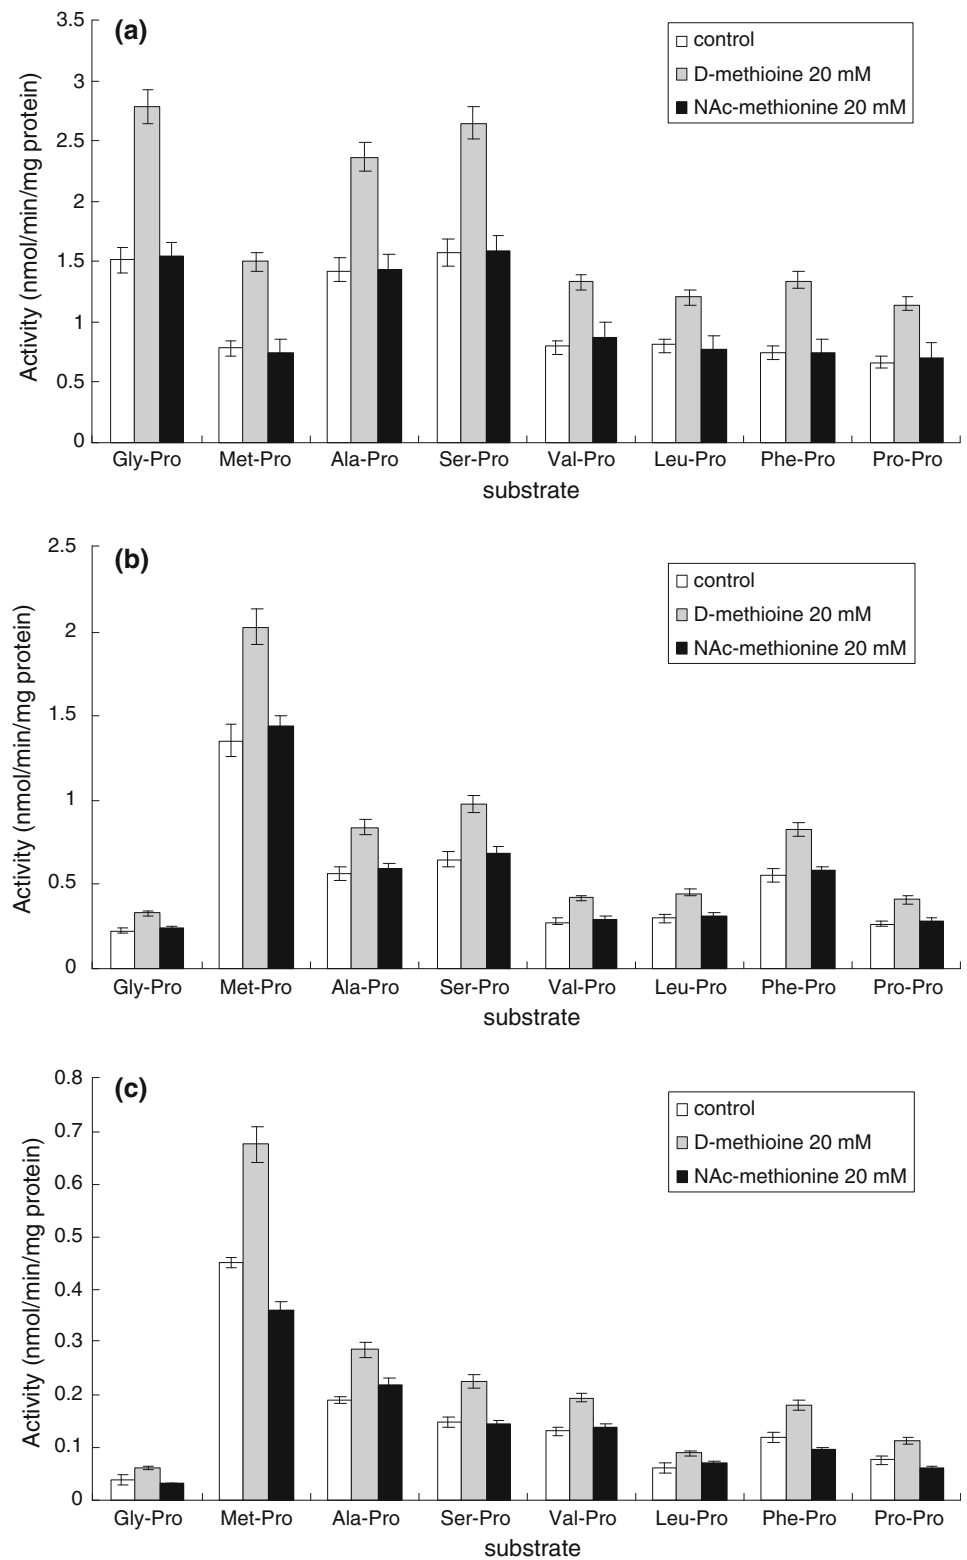 (a)
3.5
3
2.5
2
1.5
1
0.5
0
Activity (nmol/min/mg protein)
control
D-methioine 20 mM
NAc-methionine 20 mM
Gly-Pro Met-Pro Ala-Pro Ser-Pro Val-Pro Leu-Pro Phe-Pro Pro-Pro
substrate
(b)
2.5
2
1.5
1
0.5
0
Activity (nmol/min/mg protein)
control
D-methioine 20 mM
NAc-methionine 20 mM
Gly-Pro Met-Pro Ala-Pro Ser-Pro Val-Pro Leu-Pro Phe-Pro Pro-Pro
substrate
(c)
0.8
0.7
0.6
0.5
0.4
0.3
0.2
0.1
0
Activity (nmol/min/mg protein)
control
D-methioine 20 mM
NAc-methionine 20 mM
Gly-Pro Met-Pro Ala-Pro Ser-Pro Val-Pro Leu-Pro Phe-Pro Pro-Pro
substrate